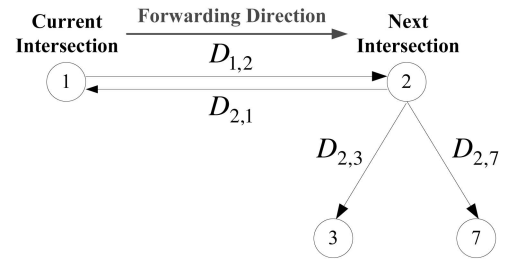 Current
Intersection
Forwarding Direction
Next
Intersection
D1,2
1
2
D2,1
D2,3
D2,7
3
7